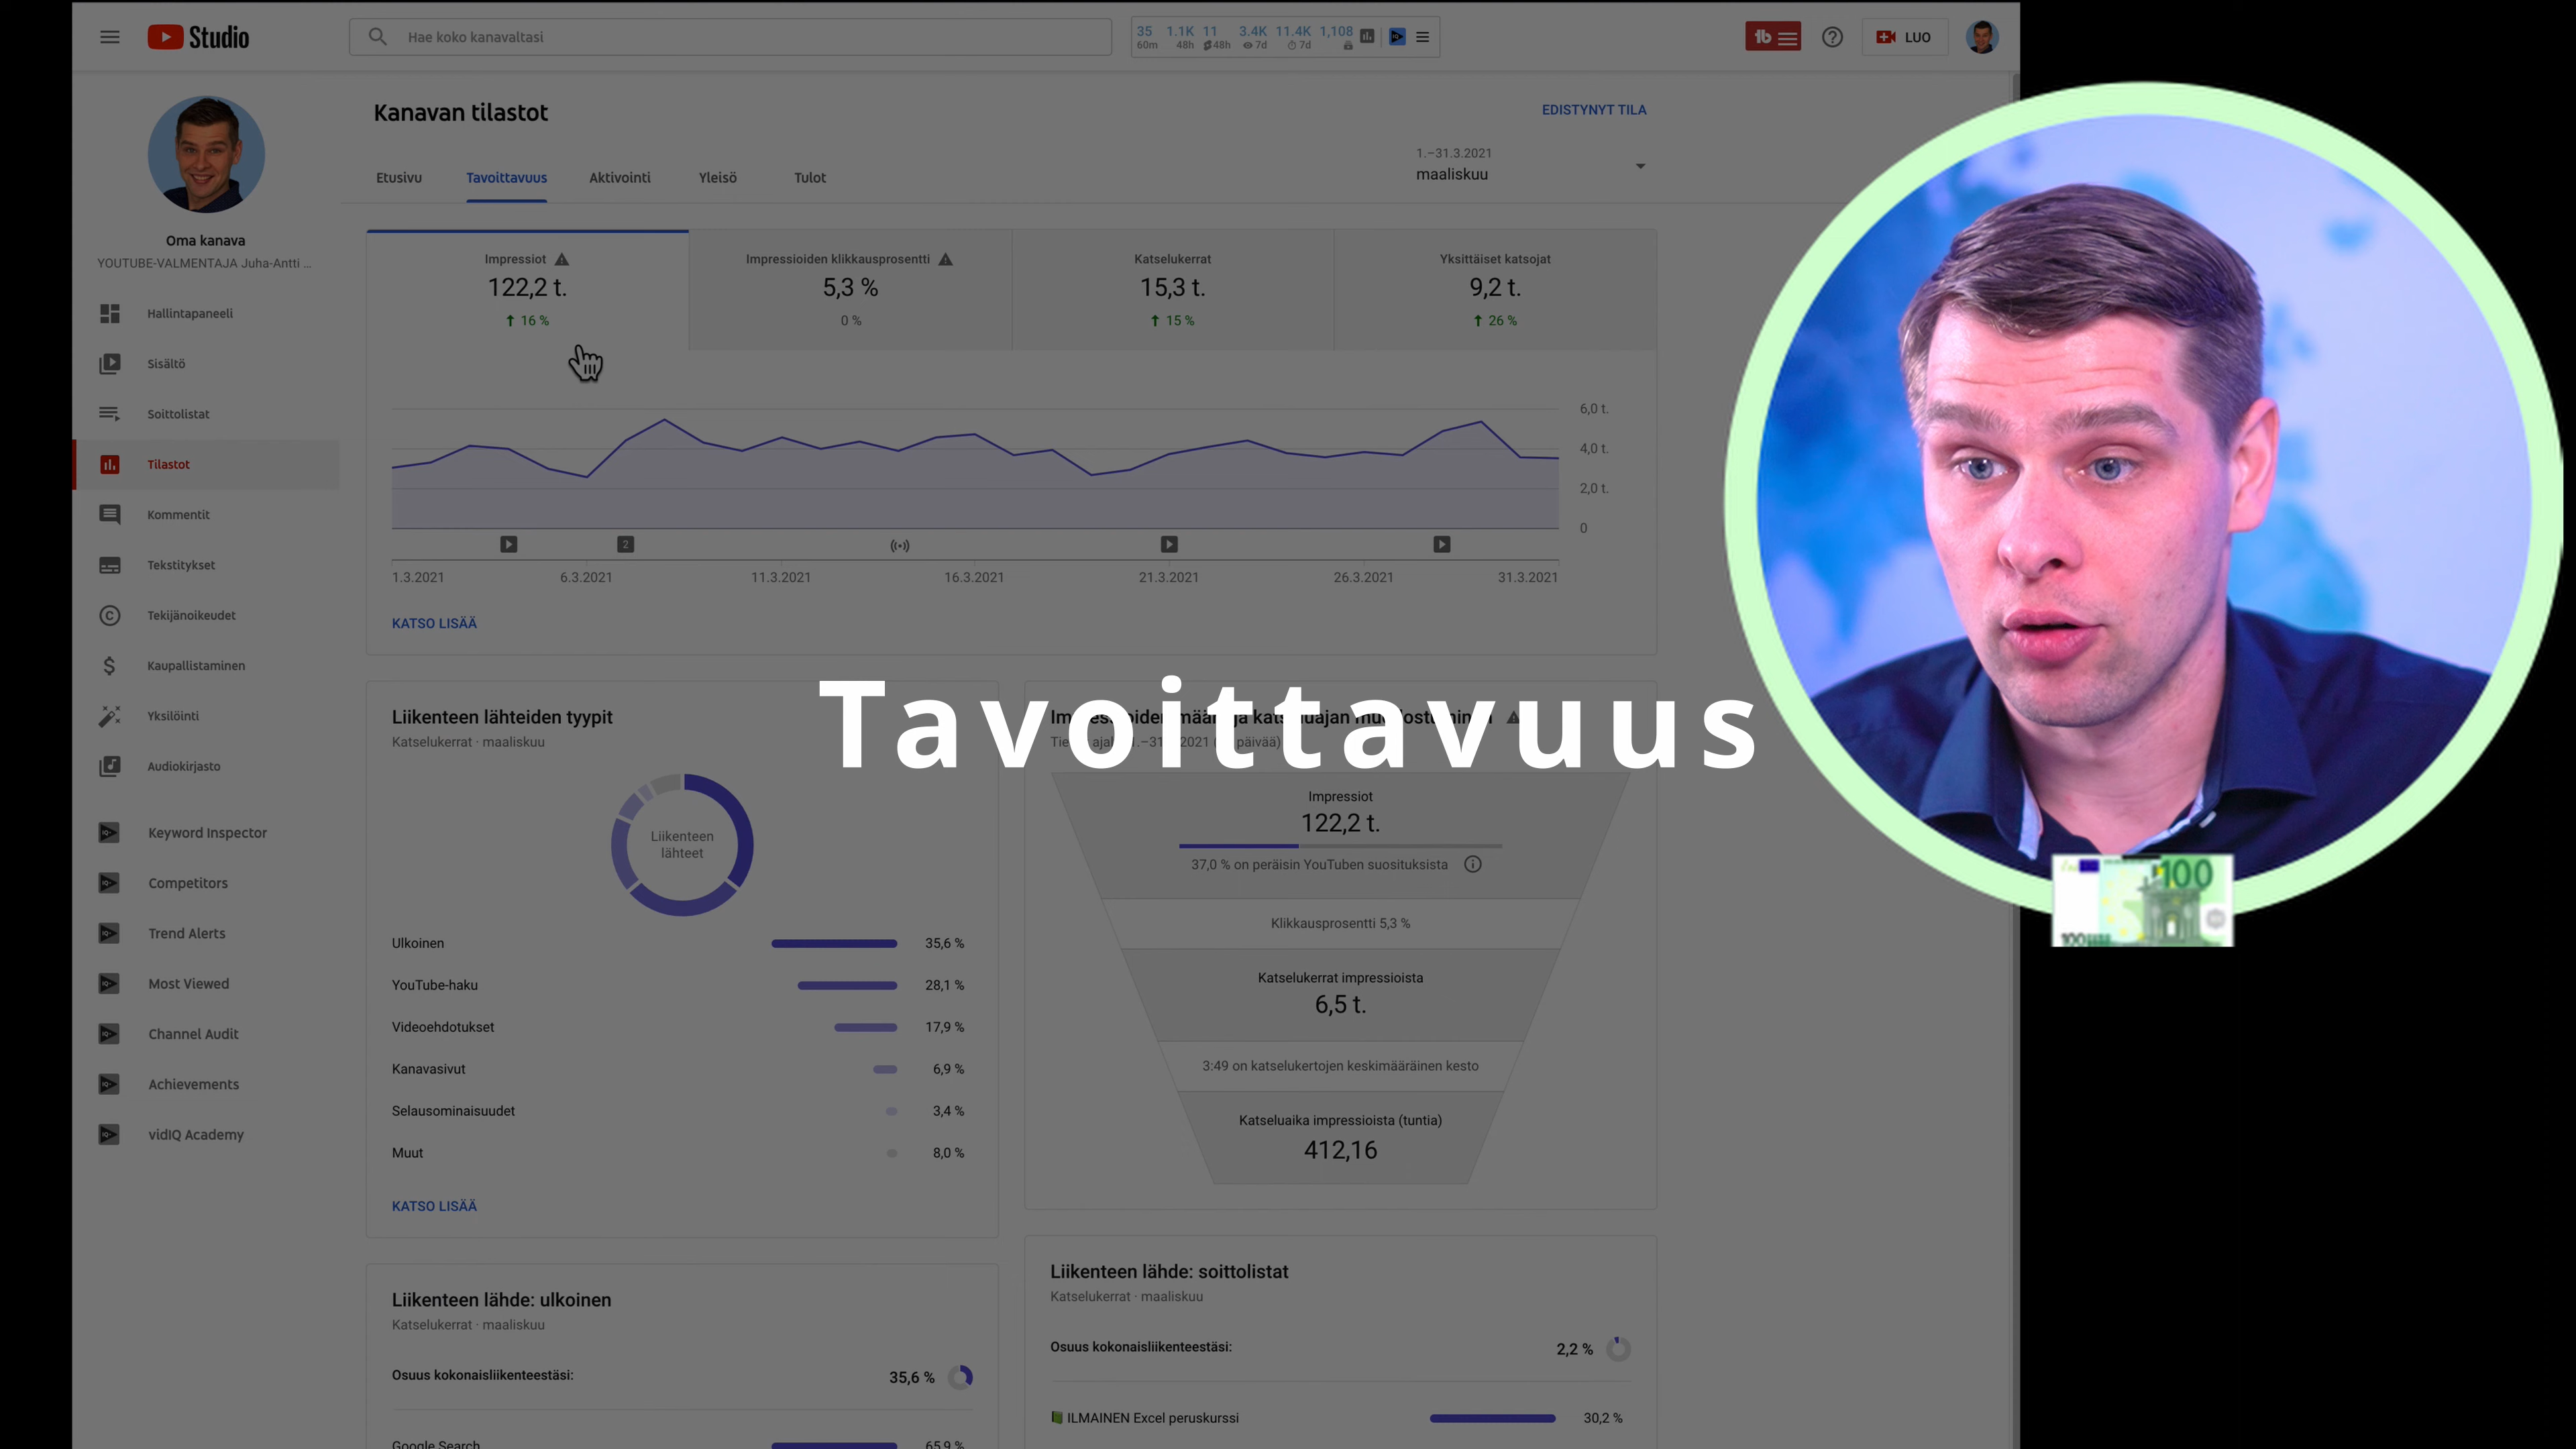 Studio
Hae koko kanavaltasi
35 1.1K 11 3.4K 11.4K 1,108
60m 48h 48h 7d 7d
LUO
Kanavan tilastot
EDISTYNYT TILA
1.–31.3.2021
maaliskuu
Etusivu Tavoittavuus Aktivointi Yleisö Tulot
Oma kanava
YOUTUBE-VALMENTAJA Juha-Antti ...
Hallintapaneeli
Sisältö
Soittolistat
Tilastot
Kommentit
Tekstitykset
Tekijänoikeudet
Kaupallistaminen
Yksilöinti
Audiokirjasto
Keyword Inspector
Competitors
Trend Alerts
Most Viewed
Channel Audit
Achievements
vidIQ Academy
Impressiot
122,2 t.
16 %
Impressioiden klikkausprosentti
5,3 %
0 %
Katselukerrat
15,3 t.
15 %
Yksittäiset katsojat
9,2 t.
26 %
6,0 t.
4,0 t.
2,0 t.
0
2
1.3.2021 6.3.2021 11.3.2021 16.3.2021 21.3.2021 26.3.2021 31.3.2021
KATSO LISÄÄ
Tavoittavuus
Liikenteen lähteiden tyypit
Katselukerrat · maaliskuu
Liikenteen
lähteet
Ulkoinen 35,6 %
YouTube-haku 28,1 %
Videoehdotukset 17,9 %
Kanavasivut 6,9 %
Selausominaisuudet 3,4 %
Muut 8,0 %
KATSO LISÄÄ
Impressiot
122,2 t.
37,0 % on peräisin YouTuben suosituksista
Klikkausprosentti 5,3 %
Katselukerrat impressioista
6,5 t.
3:49 on katselukertojen keskimääräinen kesto
Katseluaika impressioista (tuntia)
412,16
Liikenteen lähde: ulkoinen
Katselukerrat · maaliskuu
Osuus kokonaisliikenteestäsi: 35,6 %
Google Search 65,9 %
Liikenteen lähde: soittolistat
Katselukerrat · maaliskuu
Osuus kokonaisliikenteestäsi: 2,2 %
ILMAINEN Excel peruskurssi 30,2 %
100